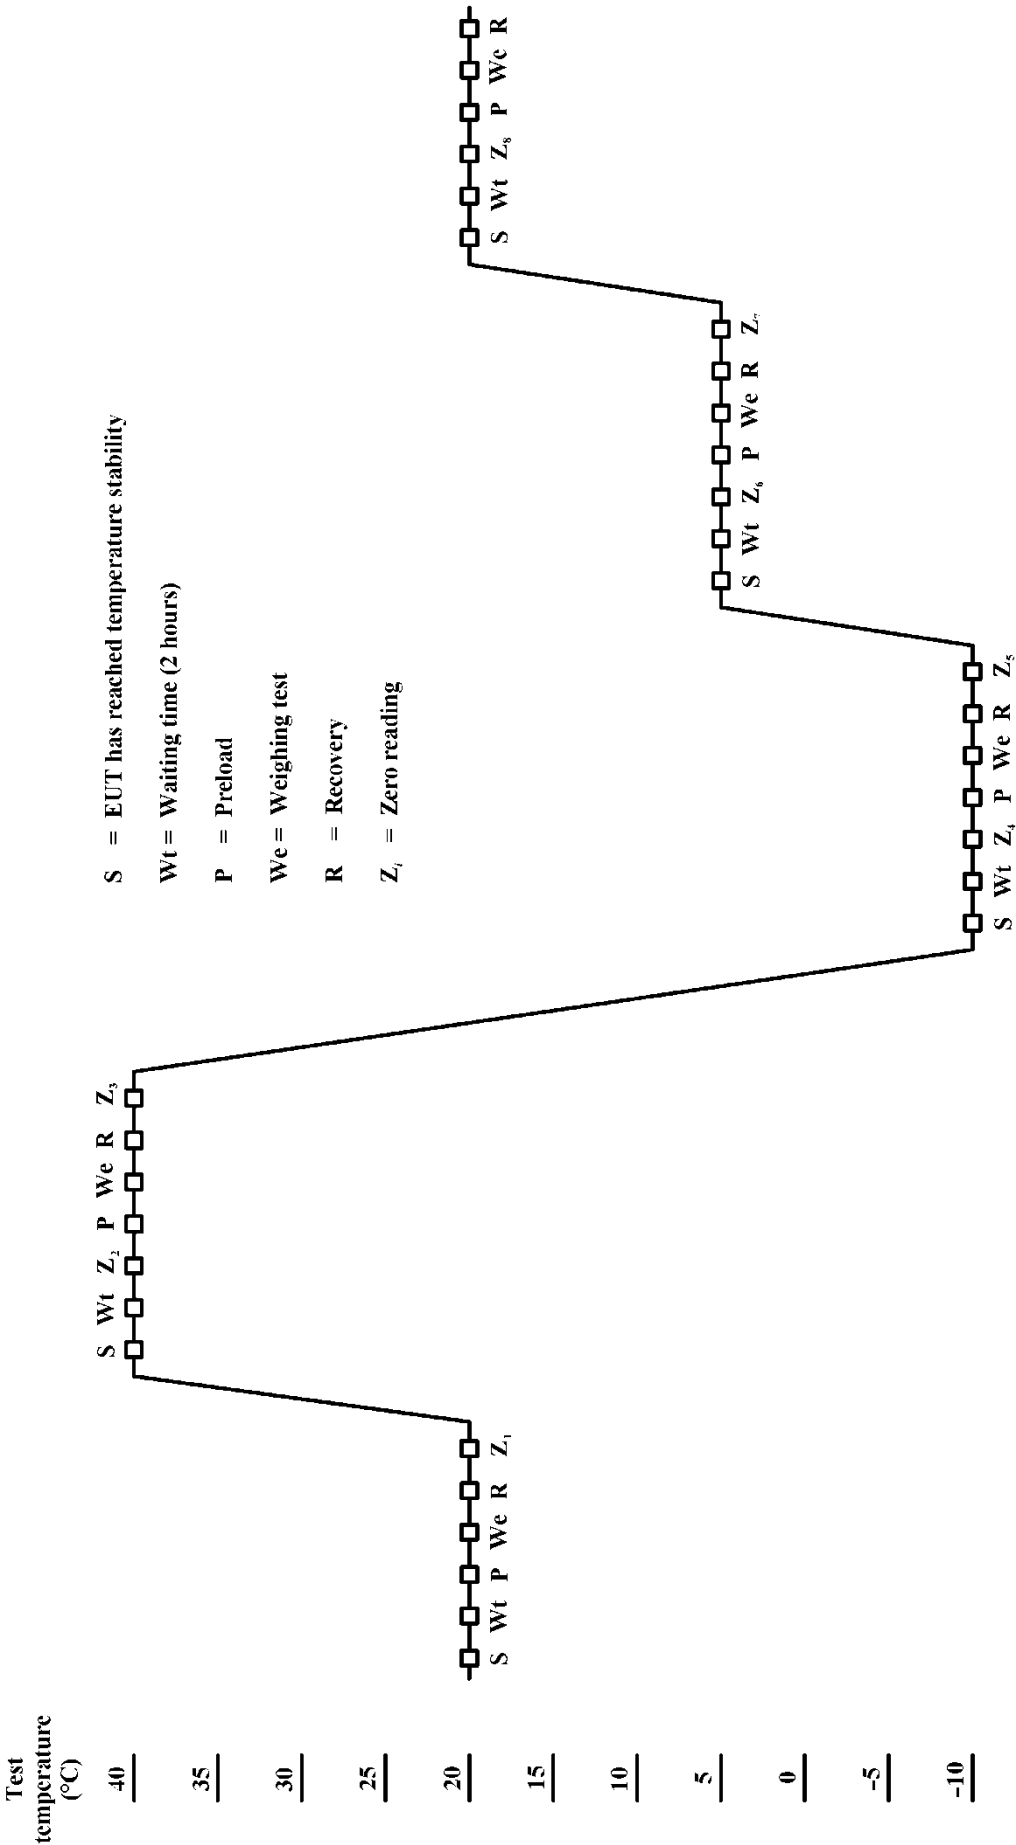 Test
temperature
(°C)
40
35
30
25
20
15
10
5
0
–5
–10
S Wt P We R Z₁
S Wt Z₂ P We R Z₃
S Wt Z₄ P We R Z₅
S Wt Z₆ P We R Z₇
S Wt Z₈ P We R
S = EUT has reached temperature stability
Wt = Waiting time (2 hours)
P = Preload
We = Weighing test
R = Recovery
Zᵢ = Zero reading